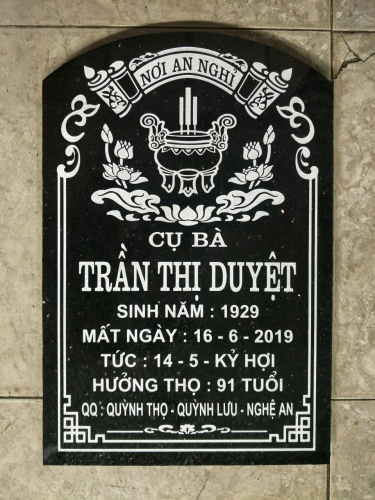 NƠI AN NGHỈ
CỤ BÀ
TRẦN THỊ DUYỆT
SINH NĂM : 1929
MẤT NGÀY : 16 - 6 - 2019
TỨC : 14 - 5 - KỶ HỢI
HƯỞNG THỌ : 91 TUỔI
QQ : QUỲNH THỌ - QUỲNH LƯU - NGHỆ AN